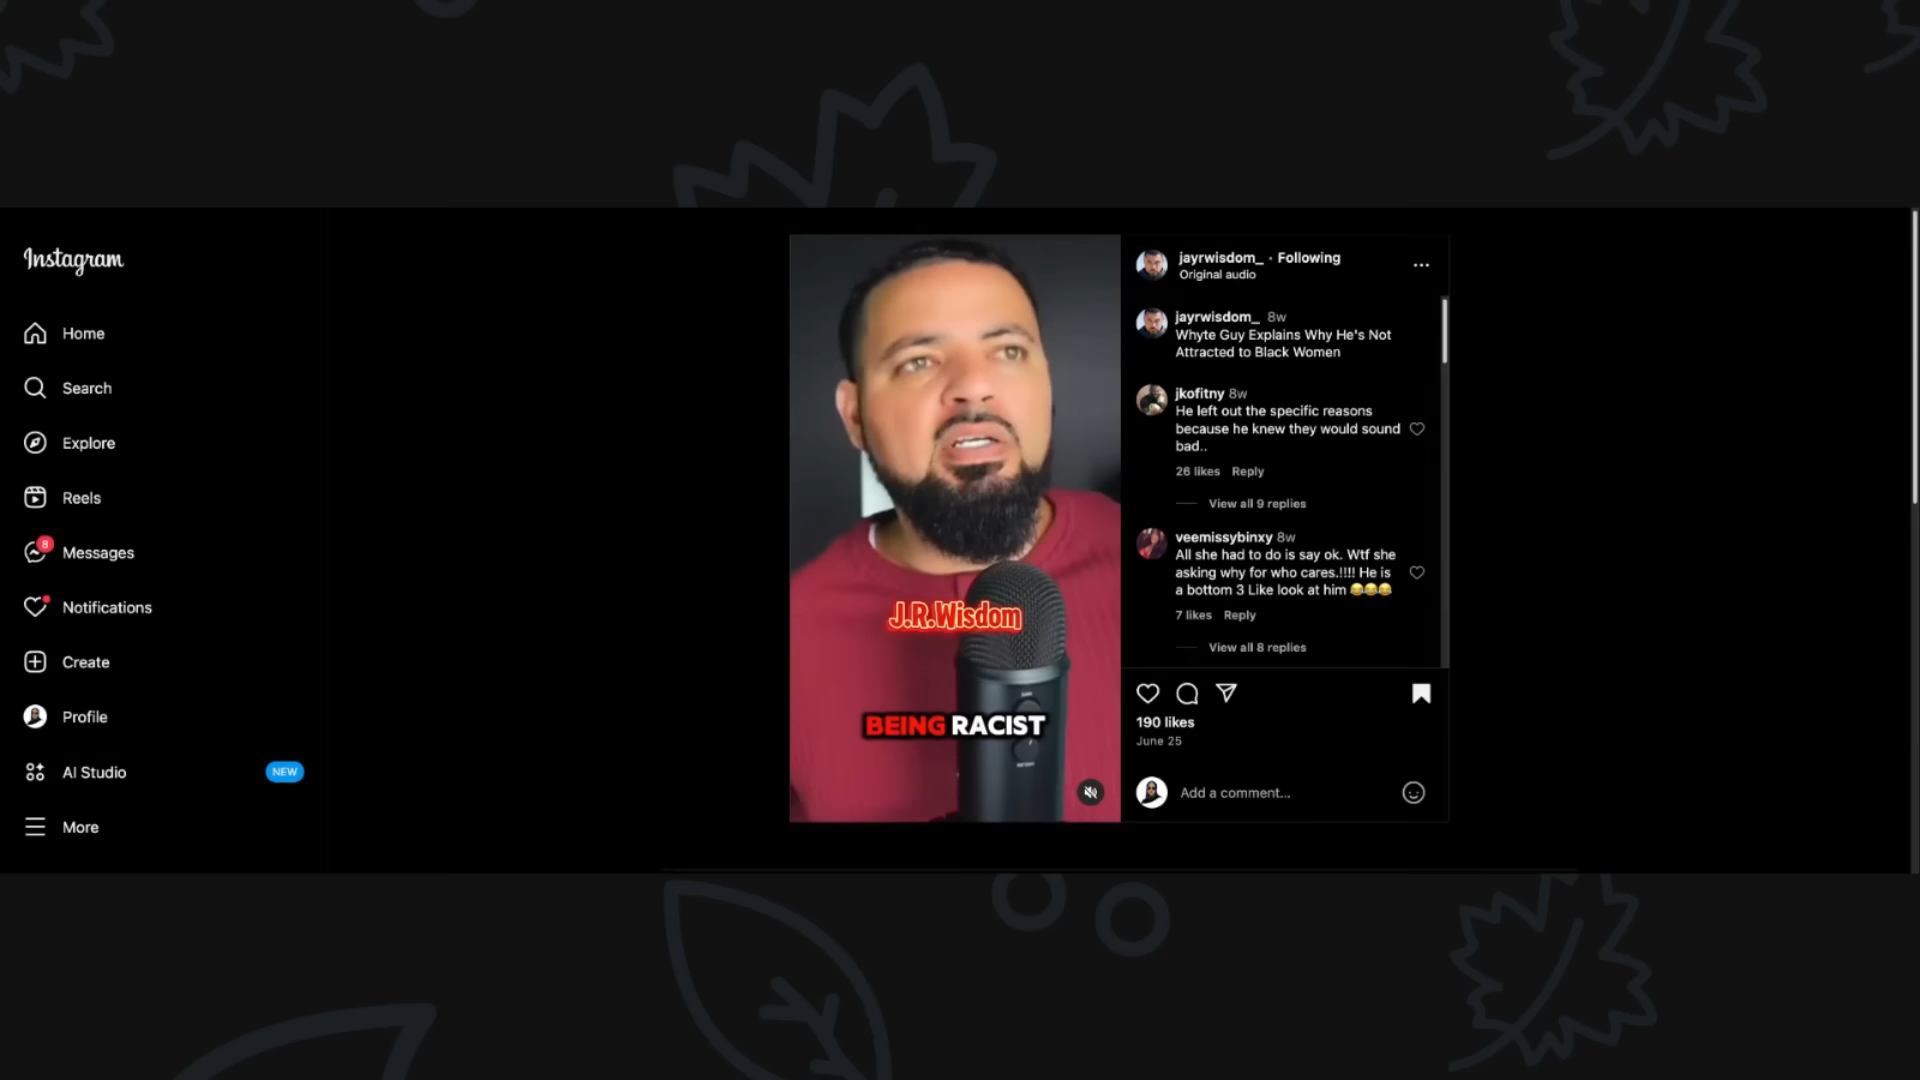 Instagram
Home
Search
Explore
Reels
8
Messages
Notifications
Create
Profile
AI Studio
NEW
More
J.R.Wisdom
BEING RACIST
jayrwisdom_ • Following
Original audio
jayrwisdom_ 8w
Whyte Guy Explains Why He's Not
Attracted to Black Women
jkofitny 8w
He left out the specific reasons
because he knew they would sound
bad..
26 likes Reply
View all 9 replies
veemissybinxy 8w
All she had to do is say ok. Wtf she
asking why for who cares.!!!! He is
a bottom 3 Like look at him 😂😂😂
7 likes Reply
View all 8 replies
190 likes
June 25
Add a comment...